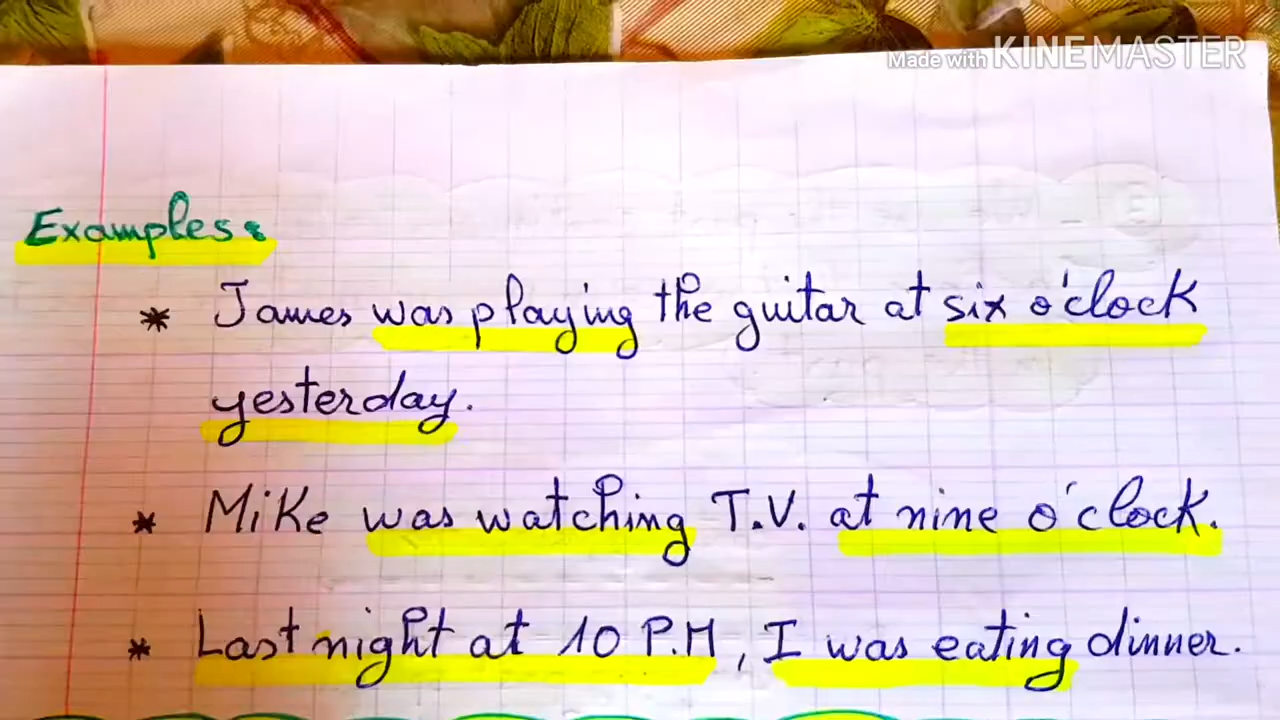 Made with KINEMASTER
Examples:
* James was playing the guitar at six o'clock
yesterday.
* Mike was watching T.V. at nine o'clock.
* Last night at 10 P.M, I was eating dinner.